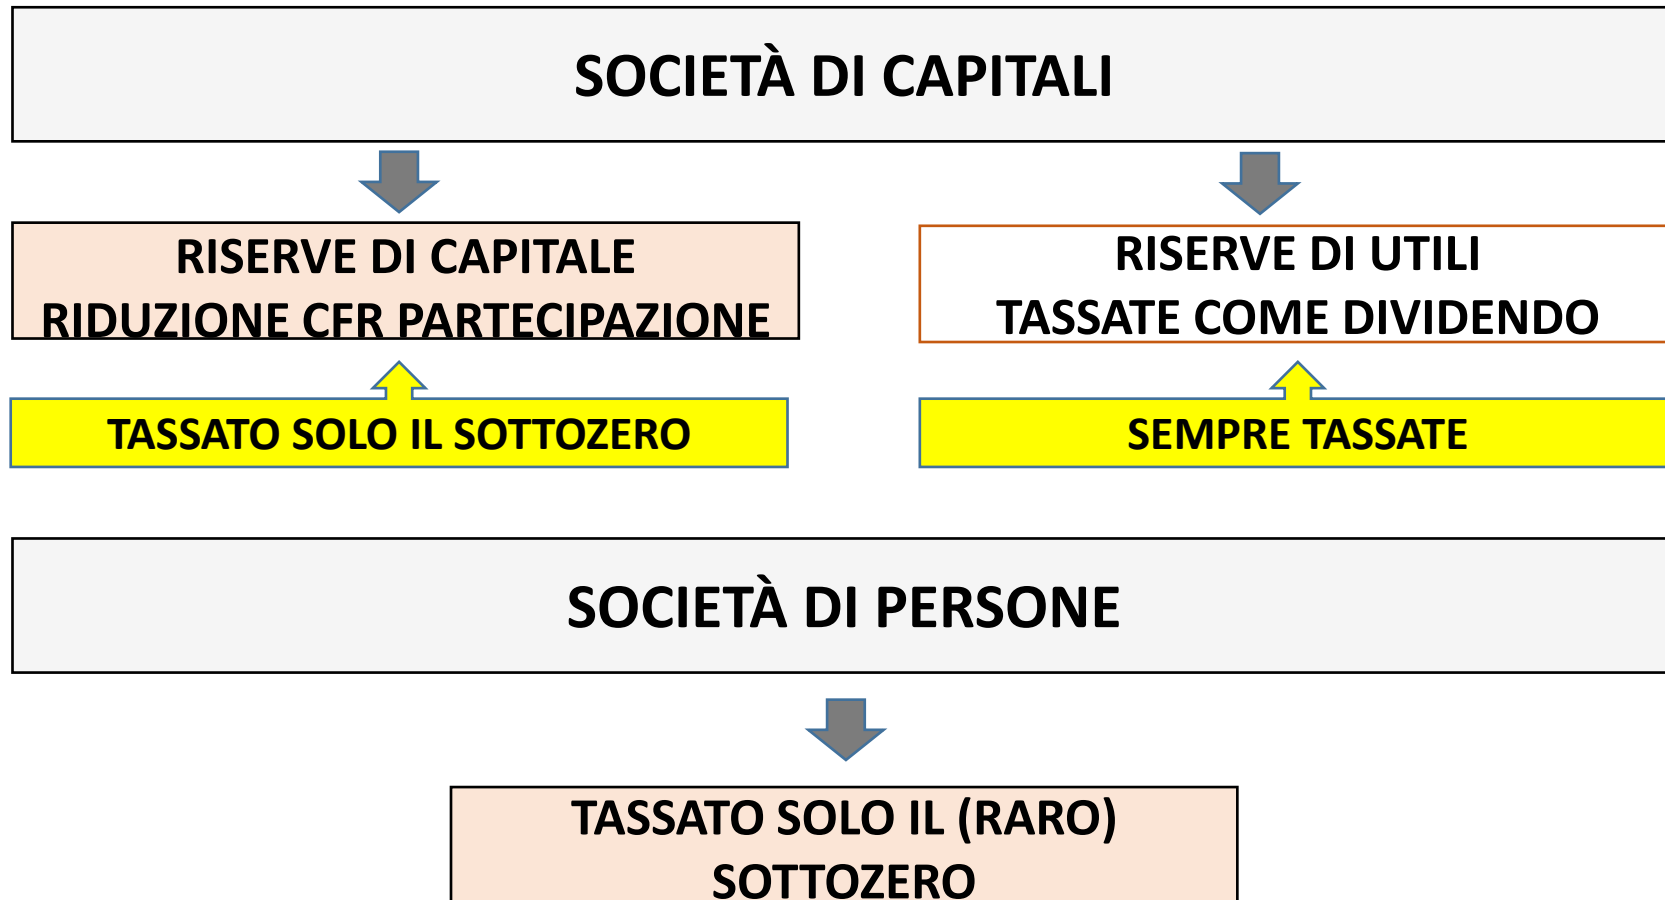 SOCIETÀ DI CAPITALI
RISERVE DI CAPITALE
RIDUZIONE CFR PARTECIPAZIONE
RISERVE DI UTILI
TASSATE COME DIVIDENDO
TASSATO SOLO IL SOTTOZERO
SEMPRE TASSATE
SOCIETÀ DI PERSONE
TASSATO SOLO IL (RARO)
SOTTOZERO